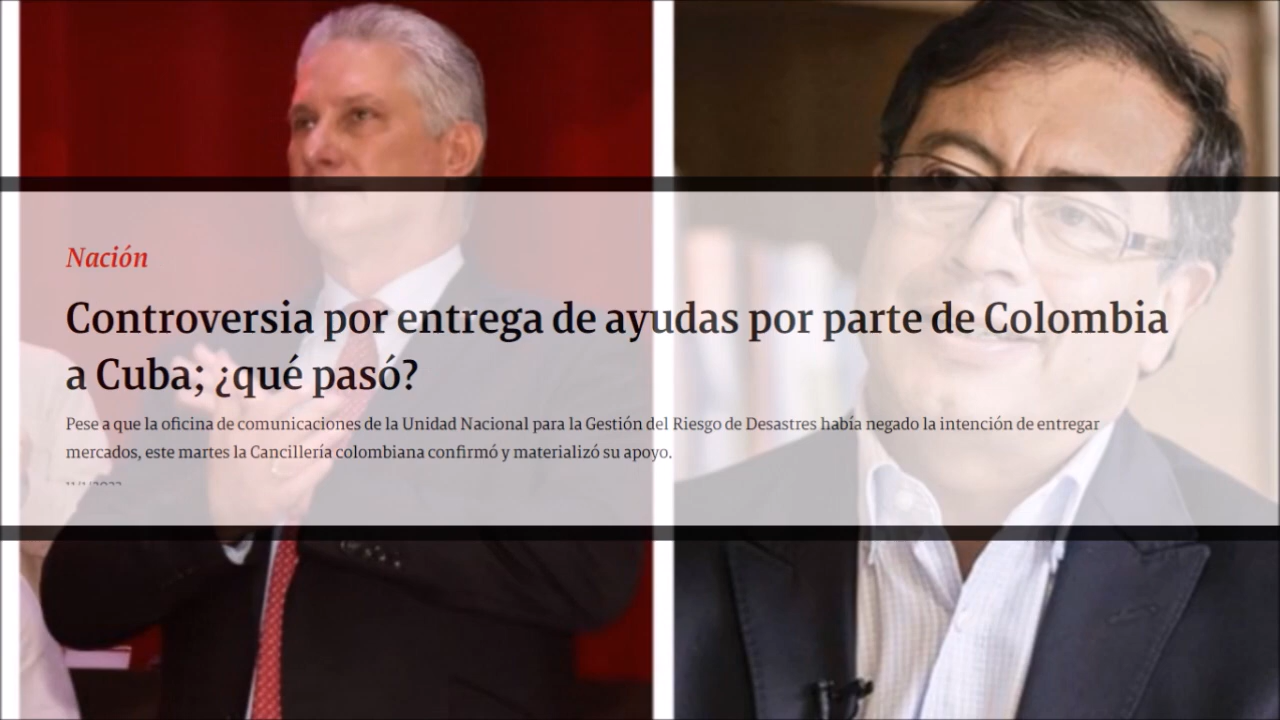 Nación
Controversia por entrega de ayudas por parte de Colombia
a Cuba; ¿qué pasó?
Pese a que la oficina de comunicaciones de la Unidad Nacional para la Gestión del Riesgo de Desastres había negado la intención de entregar
mercados, este martes la Cancillería colombiana confirmó y materializó su apoyo.